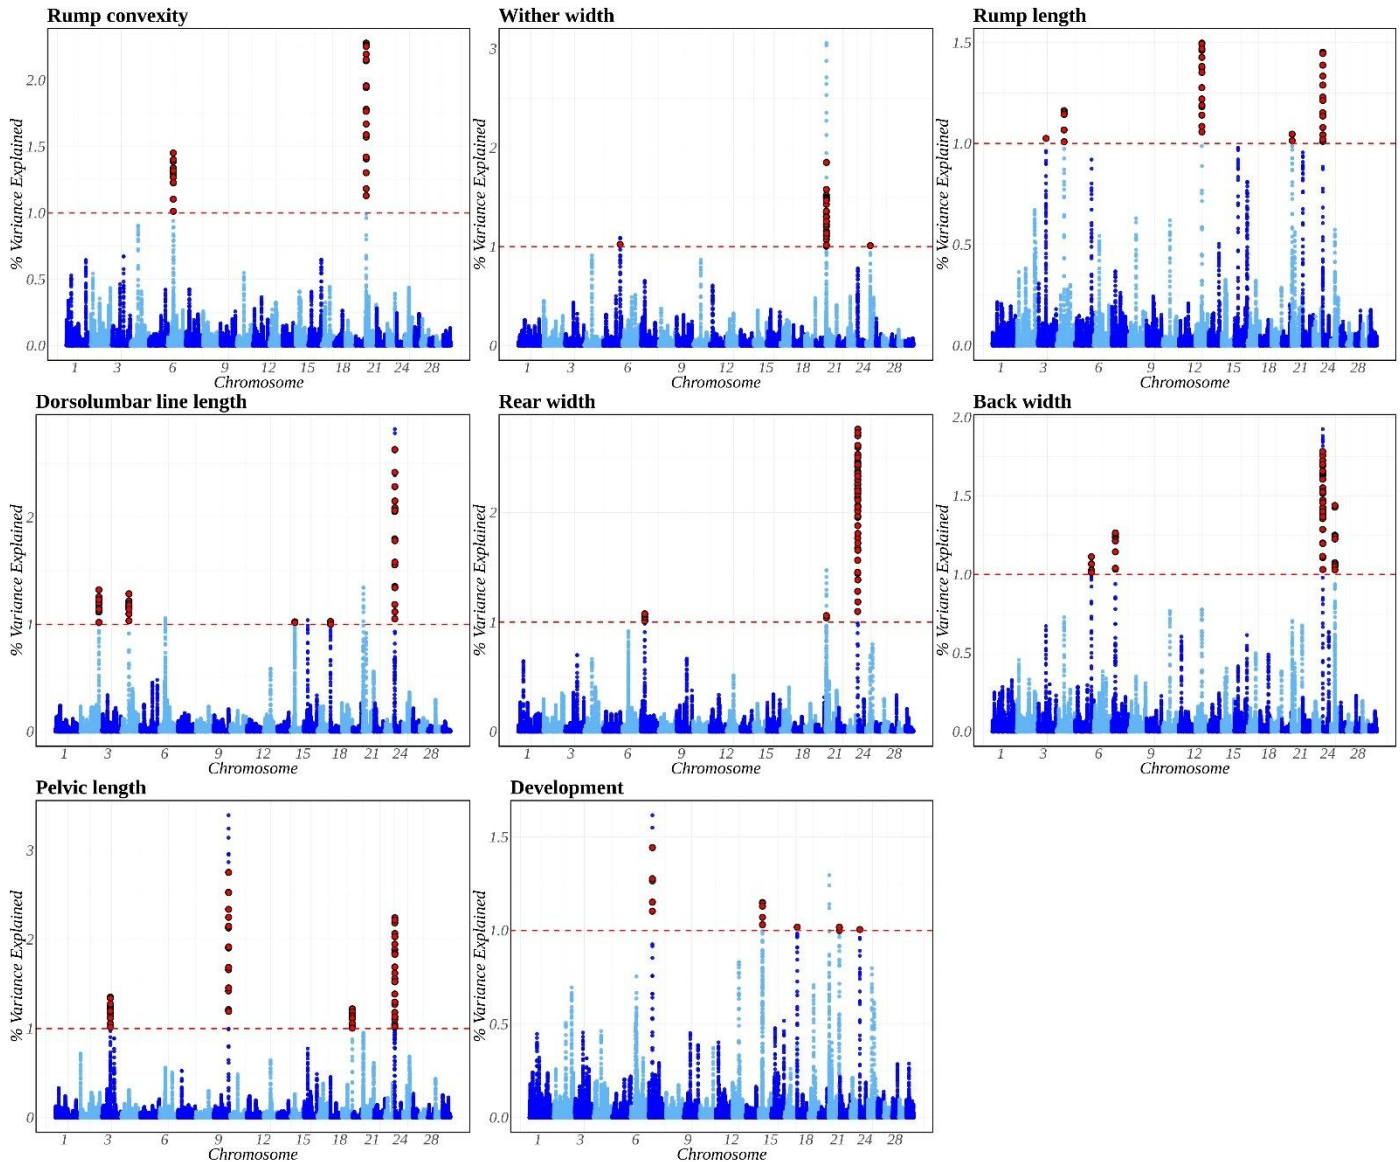 Rump convexity
% Variance Explained
2.0
1.5
1.0
0.5
0.0
1 3 6 9 12 15 18 21 24 28
Chromosome
Wither width
% Variance Explained
3
2
1
0
1 3 6 9 12 15 18 21 24 28
Chromosome
Rump length
% Variance Explained
1.5
1.0
0.5
0.0
1 3 6 9 12 15 18 21 24 28
Chromosome
Dorsolumbar line length
% Variance Explained
2
1
0
1 3 6 9 12 15 18 21 24 28
Chromosome
Rear width
% Variance Explained
2
1
0
1 3 6 9 12 15 18 21 24 28
Chromosome
Back width
% Variance Explained
2.0
1.5
1.0
0.5
0.0
1 3 6 9 12 15 18 21 24 28
Chromosome
Pelvic length
% Variance Explained
3
2
1
0
1 3 6 9 12 15 18 21 24 28
Chromosome
Development
% Variance Explained
1.5
1.0
0.5
0.0
1 3 6 9 12 15 18 21 24 28
Chromosome